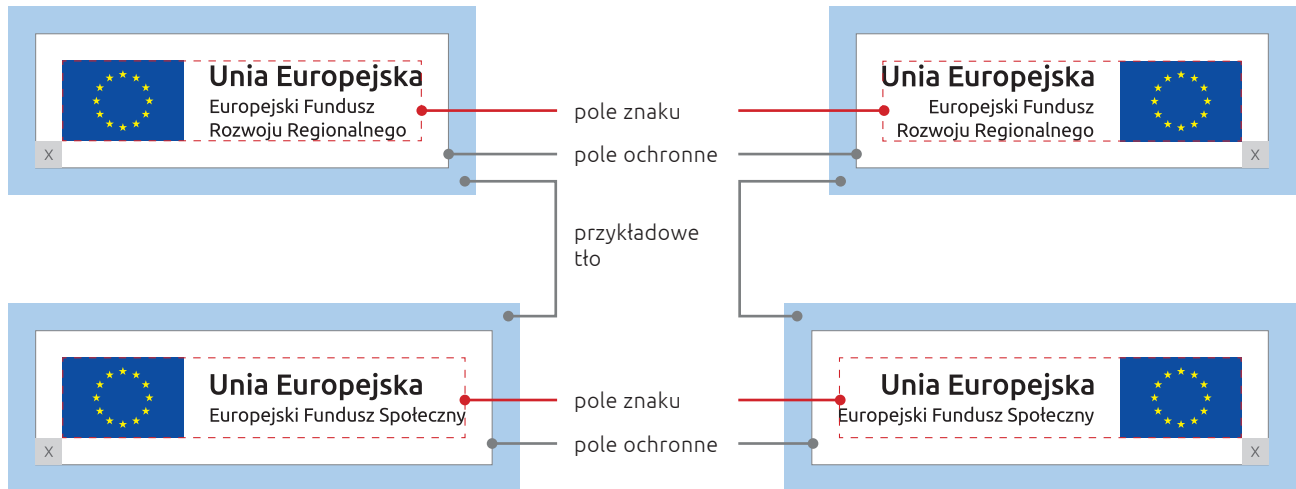 Unia Europejska
Europejski Fundusz
Rozwoju Regionalnego
X
pole znaku
pole ochronne
Unia Europejska
Europejski Fundusz
Rozwoju Regionalnego
X
przykładowe
tło
Unia Europejska
Europejski Fundusz Społeczny
X
pole znaku
pole ochronne
Unia Europejska
Europejski Fundusz Społeczny
X